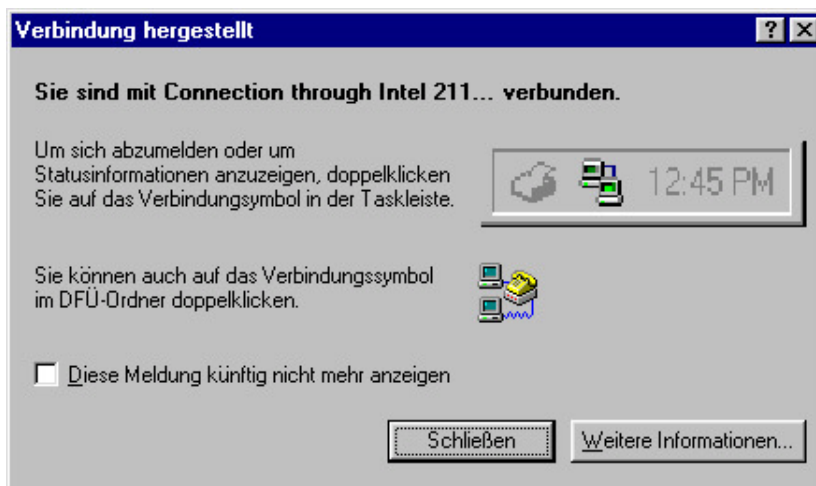 Verbindung hergestellt
Sie sind mit Connection through Intel 211... verbunden.
Um sich abzumelden oder um
Statusinformationen anzuzeigen, doppelklicken
Sie auf das Verbindungsymbol in der Taskleiste.
12:45 PM
Sie können auch auf das Verbindungssymbol
im DFÜ-Ordner doppelklicken.
Diese Meldung künftig nicht mehr anzeigen
Schließen
Weitere Informationen...